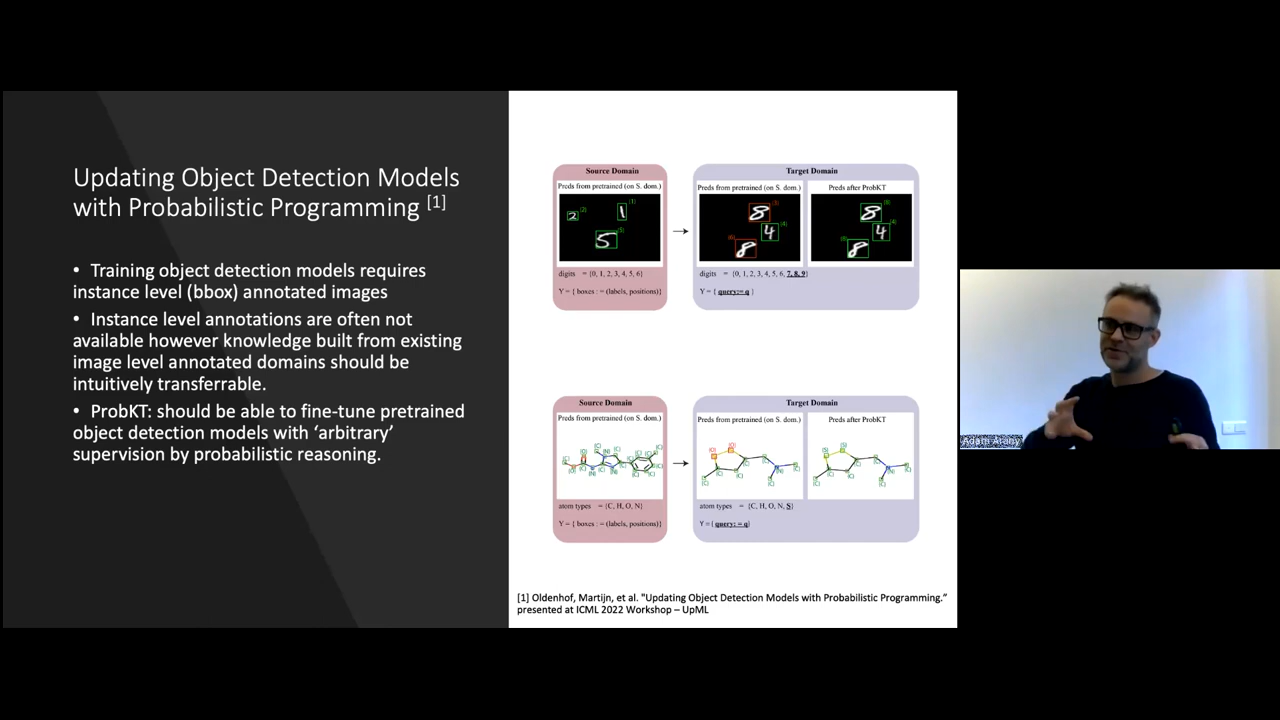 Updating Object Detection Models
with Probabilistic Programming [1]
• Training object detection models requires
instance level (bbox) annotated images
• Instance level annotations are often not
available however knowledge built from existing
image level annotated domains should be
intuitively transferrable.
• ProbKT: should be able to fine-tune pretrained
object detection models with ‘arbitrary’
supervision by probabilistic reasoning.
Source Domain
Preds from pretrained (on S. dom.)
digits = {0, 1, 2, 3, 4, 5, 6}
Y = { boxes : = (labels, positions)}
Target Domain
Preds from pretrained (on S. dom.)
Preds after ProbKT
digits = {0, 1, 2, 3, 4, 5, 6, 7, 8, 9}
Y = { query:= q }
Source Domain
Preds from pretrained (on S. dom.)
atom types = {C, H, O, N}
Y = { boxes : = (labels, positions)}
Target Domain
Preds from pretrained (on S. dom.)
Preds after ProbKT
atom types = {C, H, O, N, S}
Y = { query: = q}
[1] Oldenhof, Martijn, et al. "Updating Object Detection Models with Probabilistic Programming.”
presented at ICML 2022 Workshop – UpML
Adam Arany